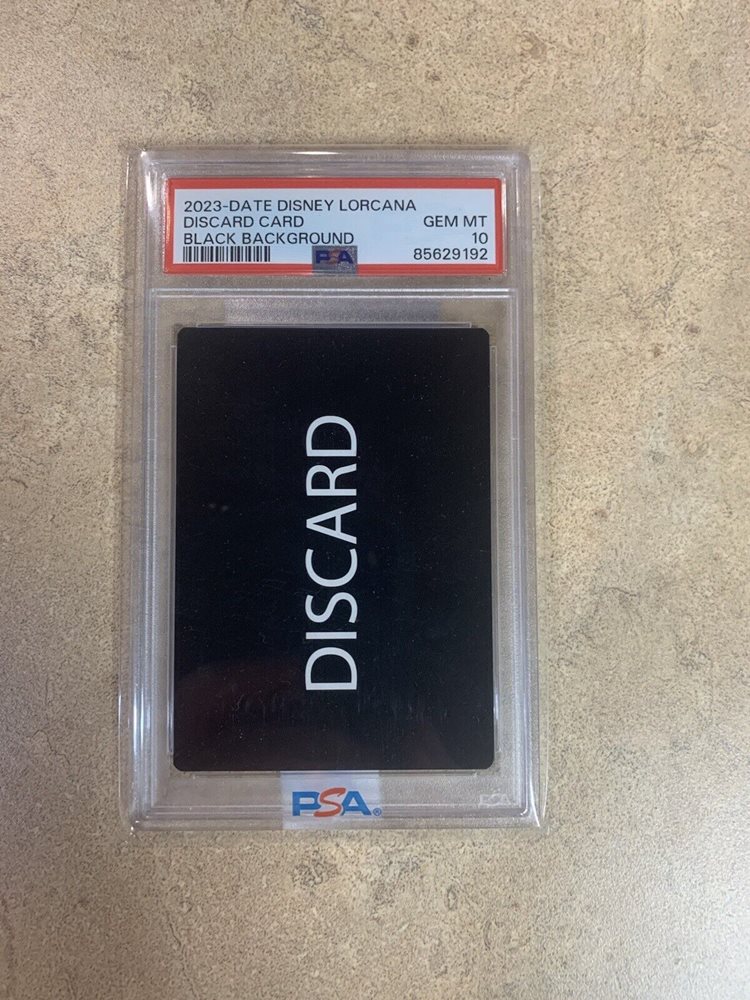 2023-DATE DISNEY LORCANA
DISCARD CARD GEM MT
BLACK BACKGROUND 10
PSA 85629192
DISCARD
PSA®